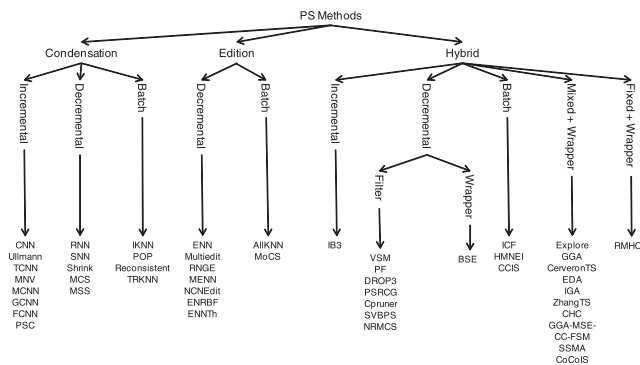 PS Methods
Condensation
Edition
Hybrid
Incremental
Decremental
Batch
Decremental
Batch
Incremental
Decremental
Batch
Mixed + Wrapper
Fixed + Wrapper
Filter
Wrapper
CNN
Ullmann
TCNN
MNV
MCNN
GCNN
FCNN
PSC
RNN
SNN
Shrink
MCS
MSS
IKNN
POP
Reconsistent
TRKNN
ENN
Multiedit
RNGE
MENN
NCNEdit
ENRBF
ENNTh
AllKNN
MoCS
IB3
VSM
PF
DROP3
PSRCG
Cpruner
SVBPS
NRMCS
BSE
ICF
HMNEI
CCIS
Explore
GGA
CerveronTS
EDA
IGA
ZhangTS
CHC
GGA-MSE-
CC-FSM
SSMA
CoCoIS
RMHC